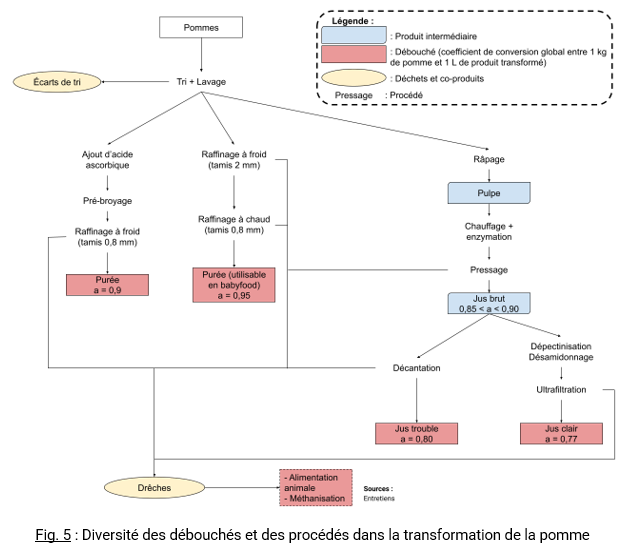 Pommes
Légende :
: Produit intermédiaire
: Débouché (coefficient de conversion global entre 1 kg
de pomme et 1 L de produit transformé)
: Déchets et co-produits
Pressage : Procédé
Écarts de tri
Tri + Lavage
Ajout d'acide
ascorbique
Pré-broyage
Raffinage à froid
(tamis 0,8 mm)
Purée
a = 0,9
Raffinage à froid
(tamis 2 mm)
Raffinage à chaud
(tamis 0,8 mm)
Purée (utilisable
en babyfood)
a = 0,95
Râpage
Pulpe
Chauffage +
enzymation
Pressage
Jus brut
0,85 < a < 0,90
Décantation
Jus trouble
a = 0,80
Dépectinisation
Désamidonnage
Ultrafiltration
Jus clair
a = 0,77
Drêches
- Alimentation
animale
- Méthanisation
Sources :
Entretiens
Fig. 5 : Diversité des débouchés et des procédés dans la transformation de la pomme